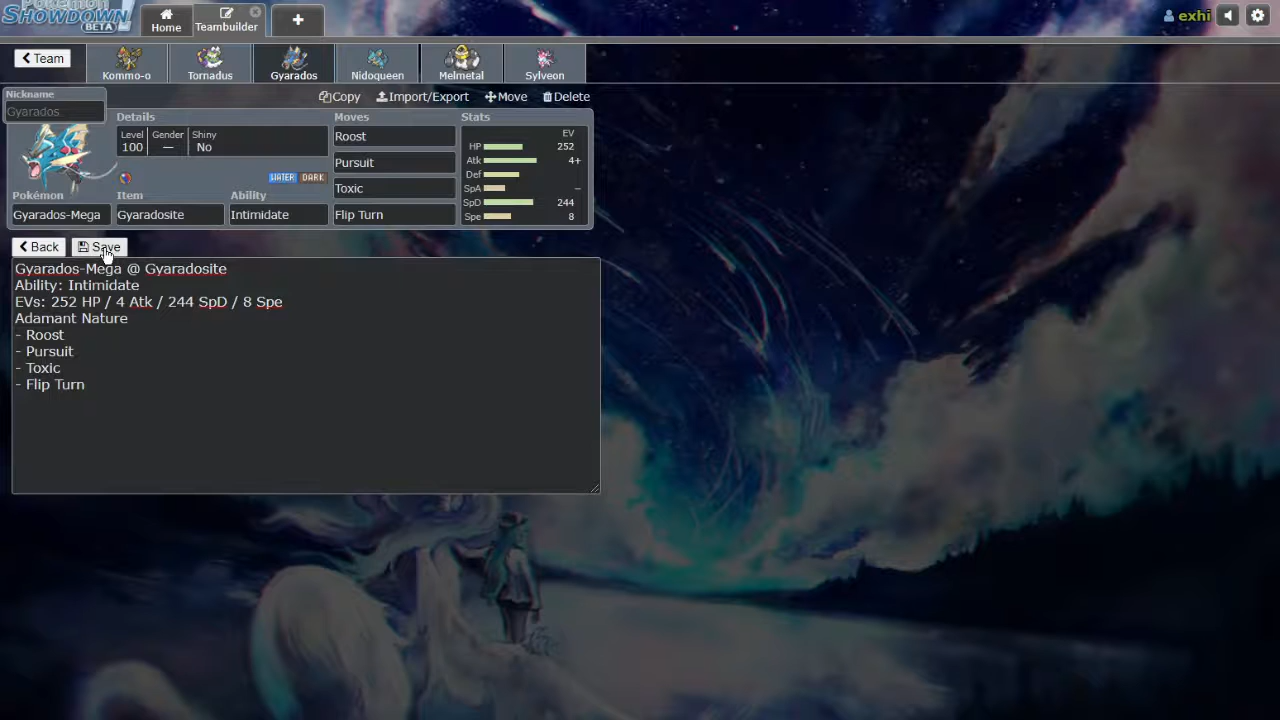 Pokémon
SHOWDOWN!
BETA
Home
Teambuilder
exhi
Team
Kommo-o
Tornadus
Gyarados
Nidoqueen
Melmetal
Sylveon
Nickname
Gyarados
Copy
Import/Export
Move
Delete
Details
Level
100
Gender
—
Shiny
No
WATER DARK
Pokémon
Gyarados-Mega
Item
Gyaradosite
Ability
Intimidate
Moves
Roost
Pursuit
Toxic
Flip Turn
Stats
EV
HP 252
Atk 4+
Def
SpA –
SpD 244
Spe 8
Back
Save
Gyarados-Mega @ Gyaradosite
Ability: Intimidate
EVs: 252 HP / 4 Atk / 244 SpD / 8 Spe
Adamant Nature
- Roost
- Pursuit
- Toxic
- Flip Turn